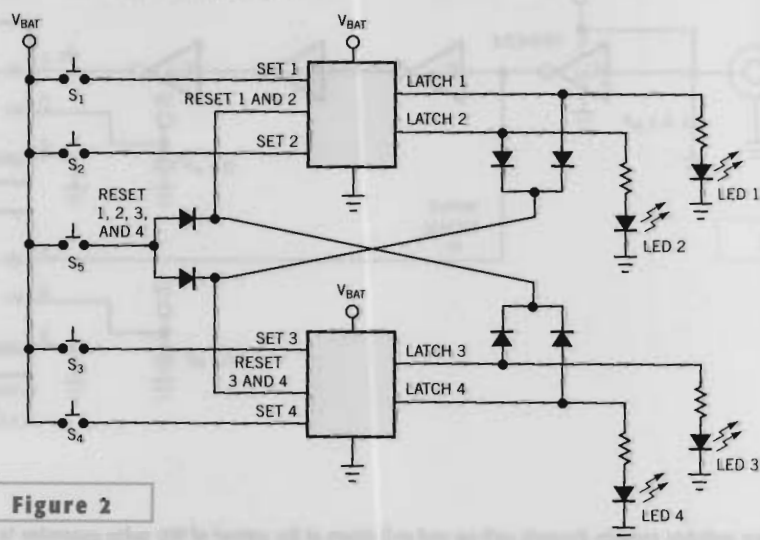 VBAT
VBAT
S1
SET 1
RESET 1 AND 2
LATCH 1
LATCH 2
S2
SET 2
LED 1
RESET
1, 2, 3,
AND 4
S5
LED 2
VBAT
S3
SET 3
RESET
3 AND 4
LATCH 3
LATCH 4
S4
SET 4
LED 3
LED 4
Figure 2